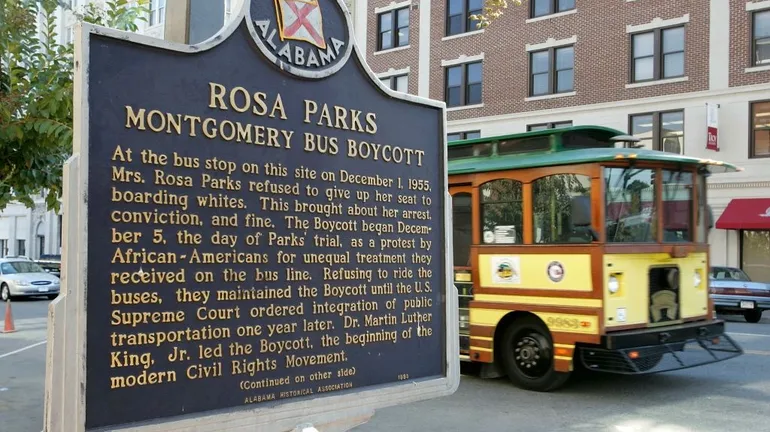 ALABAMA
ROSA PARKS
MONTGOMERY BUS BOYCOTT
At the bus stop on this site on December 1, 1955,
Mrs. Rosa Parks refused to give up her seat to
boarding whites. This brought about her arrest,
conviction, and fine. The Boycott began Decem-
ber 5, the day of Parks' trial, as a protest by
African-Americans for unequal treatment they
received on the bus line. Refusing to ride the
buses, they maintained the Boycott until the U.S.
Supreme Court ordered integration of public
transportation one year later. Dr. Martin Luther
King, Jr. led the Boycott, the beginning of the
modern Civil Rights Movement.
(Continued on other side)
ALABAMA HISTORICAL ASSOCIATION